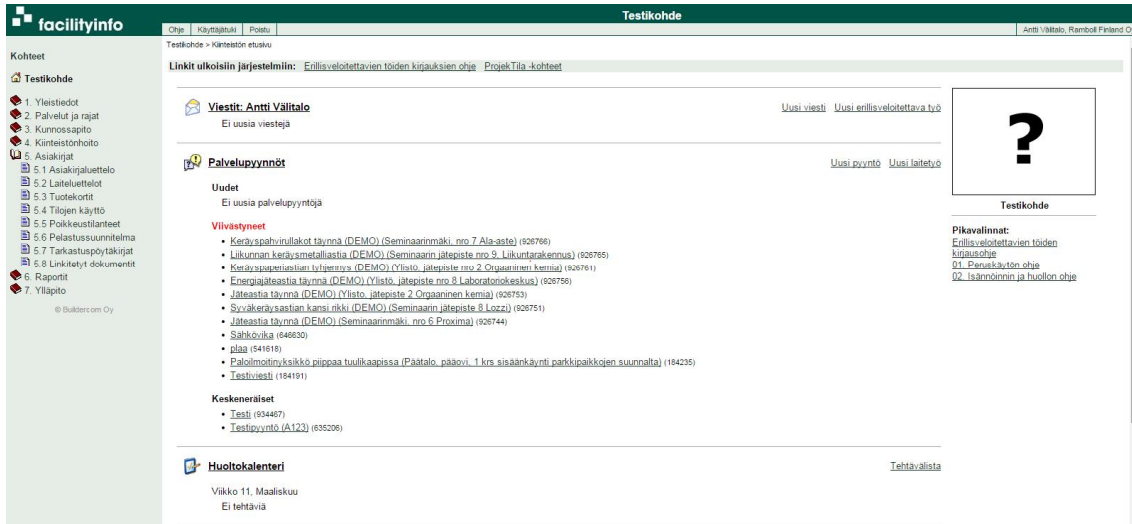 facilityinfo
Testikohde
Ohje Käyttäjätuki Poistu
Antti Välitalo, Ramboll Finland O
Kohteet
Testikohde
1. Yleistiedot
2. Palvelut ja rajat
3. Kunnossapito
4. Kiinteistönhoito
5. Asiakirjat
5.1 Asiakirjaluettelo
5.2 Laiteluettelot
5.3 Tuotekortit
5.4 Tilojen käyttö
5.5 Poikkeustilanteet
5.6 Pelastussuunnitelma
5.7 Tarkastuspöytäkirjat
5.8 Linkitetyt dokumentit
6. Raportit
7. Ylläpito
© Buildercom Oy
Testikohde > Kiinteistön etusivu
Linkit ulkoisiin järjestelmiin: Erillisveloitettavien töiden kirjauksien ohje ProjekTila -kohteet
Viestit: Antti Välitalo
Uusi viesti Uusi erillisveloitettava työ
Ei uusia viestejä
Palvelupyynnöt
Uusi pyyntö Uusi laitetyö
Uudet
Ei uusia palvelupyyntöjä
Viivästyneet
• Keräyspahvirullakot täynnä (DEMO) (Seminaarinmäki, nro 7 Ala-aste) (926766)
• Liikunnan keräysmetalliastia (DEMO) (Seminaarin jätepiste nro 9, Liikuntarakennus) (926765)
• Keräyspaperiastian tyhjennys (DEMO) (Ylistö, jätepiste nro 2 Orgaaninen kemia) (926761)
• Energiajäteastia täynnä (DEMO) (Ylistö, jätepiste nro 8 Laboratoriokeskus) (926756)
• Jäteastia täynnä (DEMO) (Ylisto, jätepiste 2 Orgaaninen kemia) (926753)
• Syväkeräysastian kansi rikki (DEMO) (Seminaarin jätepiste 8 Lozzi) (926751)
• Jäteastia täynnä (DEMO) (Seminaarinmäki, nro 6 Proxima) (926744)
• Sähkövika (646630)
• plaa (541618)
• Paloilmoitinyksikkö piippaa tuulikaapissa (Päätalo, pääovi, 1 krs sisäänkäynti parkkipaikkojen suunnalta) (184235)
• Testiviesti (184191)
Keskeneräiset
• Testi (934467)
• Testipyyntö (A123) (635206)
Huoltokalenteri
Tehtävälista
Viikko 11, Maaliskuu
Ei tehtäviä
?
Testikohde
Pikavalinnat:
Erillisveloitettavien töiden
kirjausohje
01. Peruskäytön ohje
02. Isännöinnin ja huollon ohje